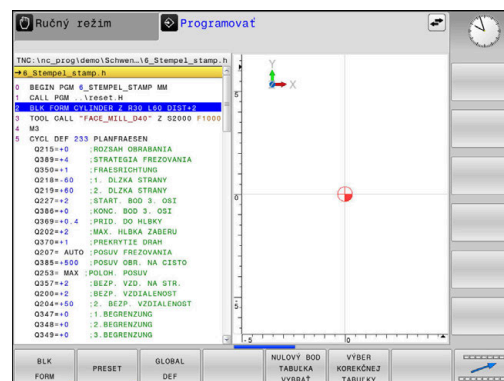 Ručný režim
Programovať
TNC:\nc_prog\demo\Schwen...\6_Stempel_stamp.h
→6_Stempel_stamp.h
0 BEGIN PGM 6_STEMPEL_STAMP MM
1 CALL PGM ..\reset.H
2 BLK FORM CYLINDER Z R30 L60 DIST+2
3 TOOL CALL "FACE_MILL_D40" Z S2000 F1000
4 M3
5 CYCL DEF 233 PLANFRAESEN
Q215=+0 ;ROZSAH OBRABANIA
Q389=+4 ;STRATEGIA FREZOVANIA
Q350=+1 ;FRAESRICHTUNG
Q218=-60 ;1. DLZKA STRANY
Q219=+60 ;2. DLZKA STRANY
Q227=+2 ;START. BOD 3. OSI
Q386=+0 ;KONC. BOD 3. OSI
Q369=+0.4 ;PRID. DO HLBKY
Q202=+2 ;MAX. HLBKA ZABERU
Q370=+1 ;PREKRYTIE DRAH
Q207= AUTO ;POSUV FREZOVANIA
Q385=+500 ;POSUV OBR. NA CISTO
Q253= MAX ;POLOH. POSUV
Q357=+2 ;BEZP. VZD. NA STR.
Q200=+2 ;BEZP. VZDIALENOST
Q204=+50 ;2. BEZP. VZDIALENOST
Q347=+0 ;1.BEGRENZUNG
Q348=+0 ;2.BEGRENZUNG
Q349=+0 ;3.BEGRENZUNG
Y
X
5
0
-5
-5 0
BLK
FORM
PRESET
GLOBAL
DEF
NULOVÝ BOD
TABUĽKA
VYBRAŤ
VÝBER
KOREKČNEJ
TABUĽKY